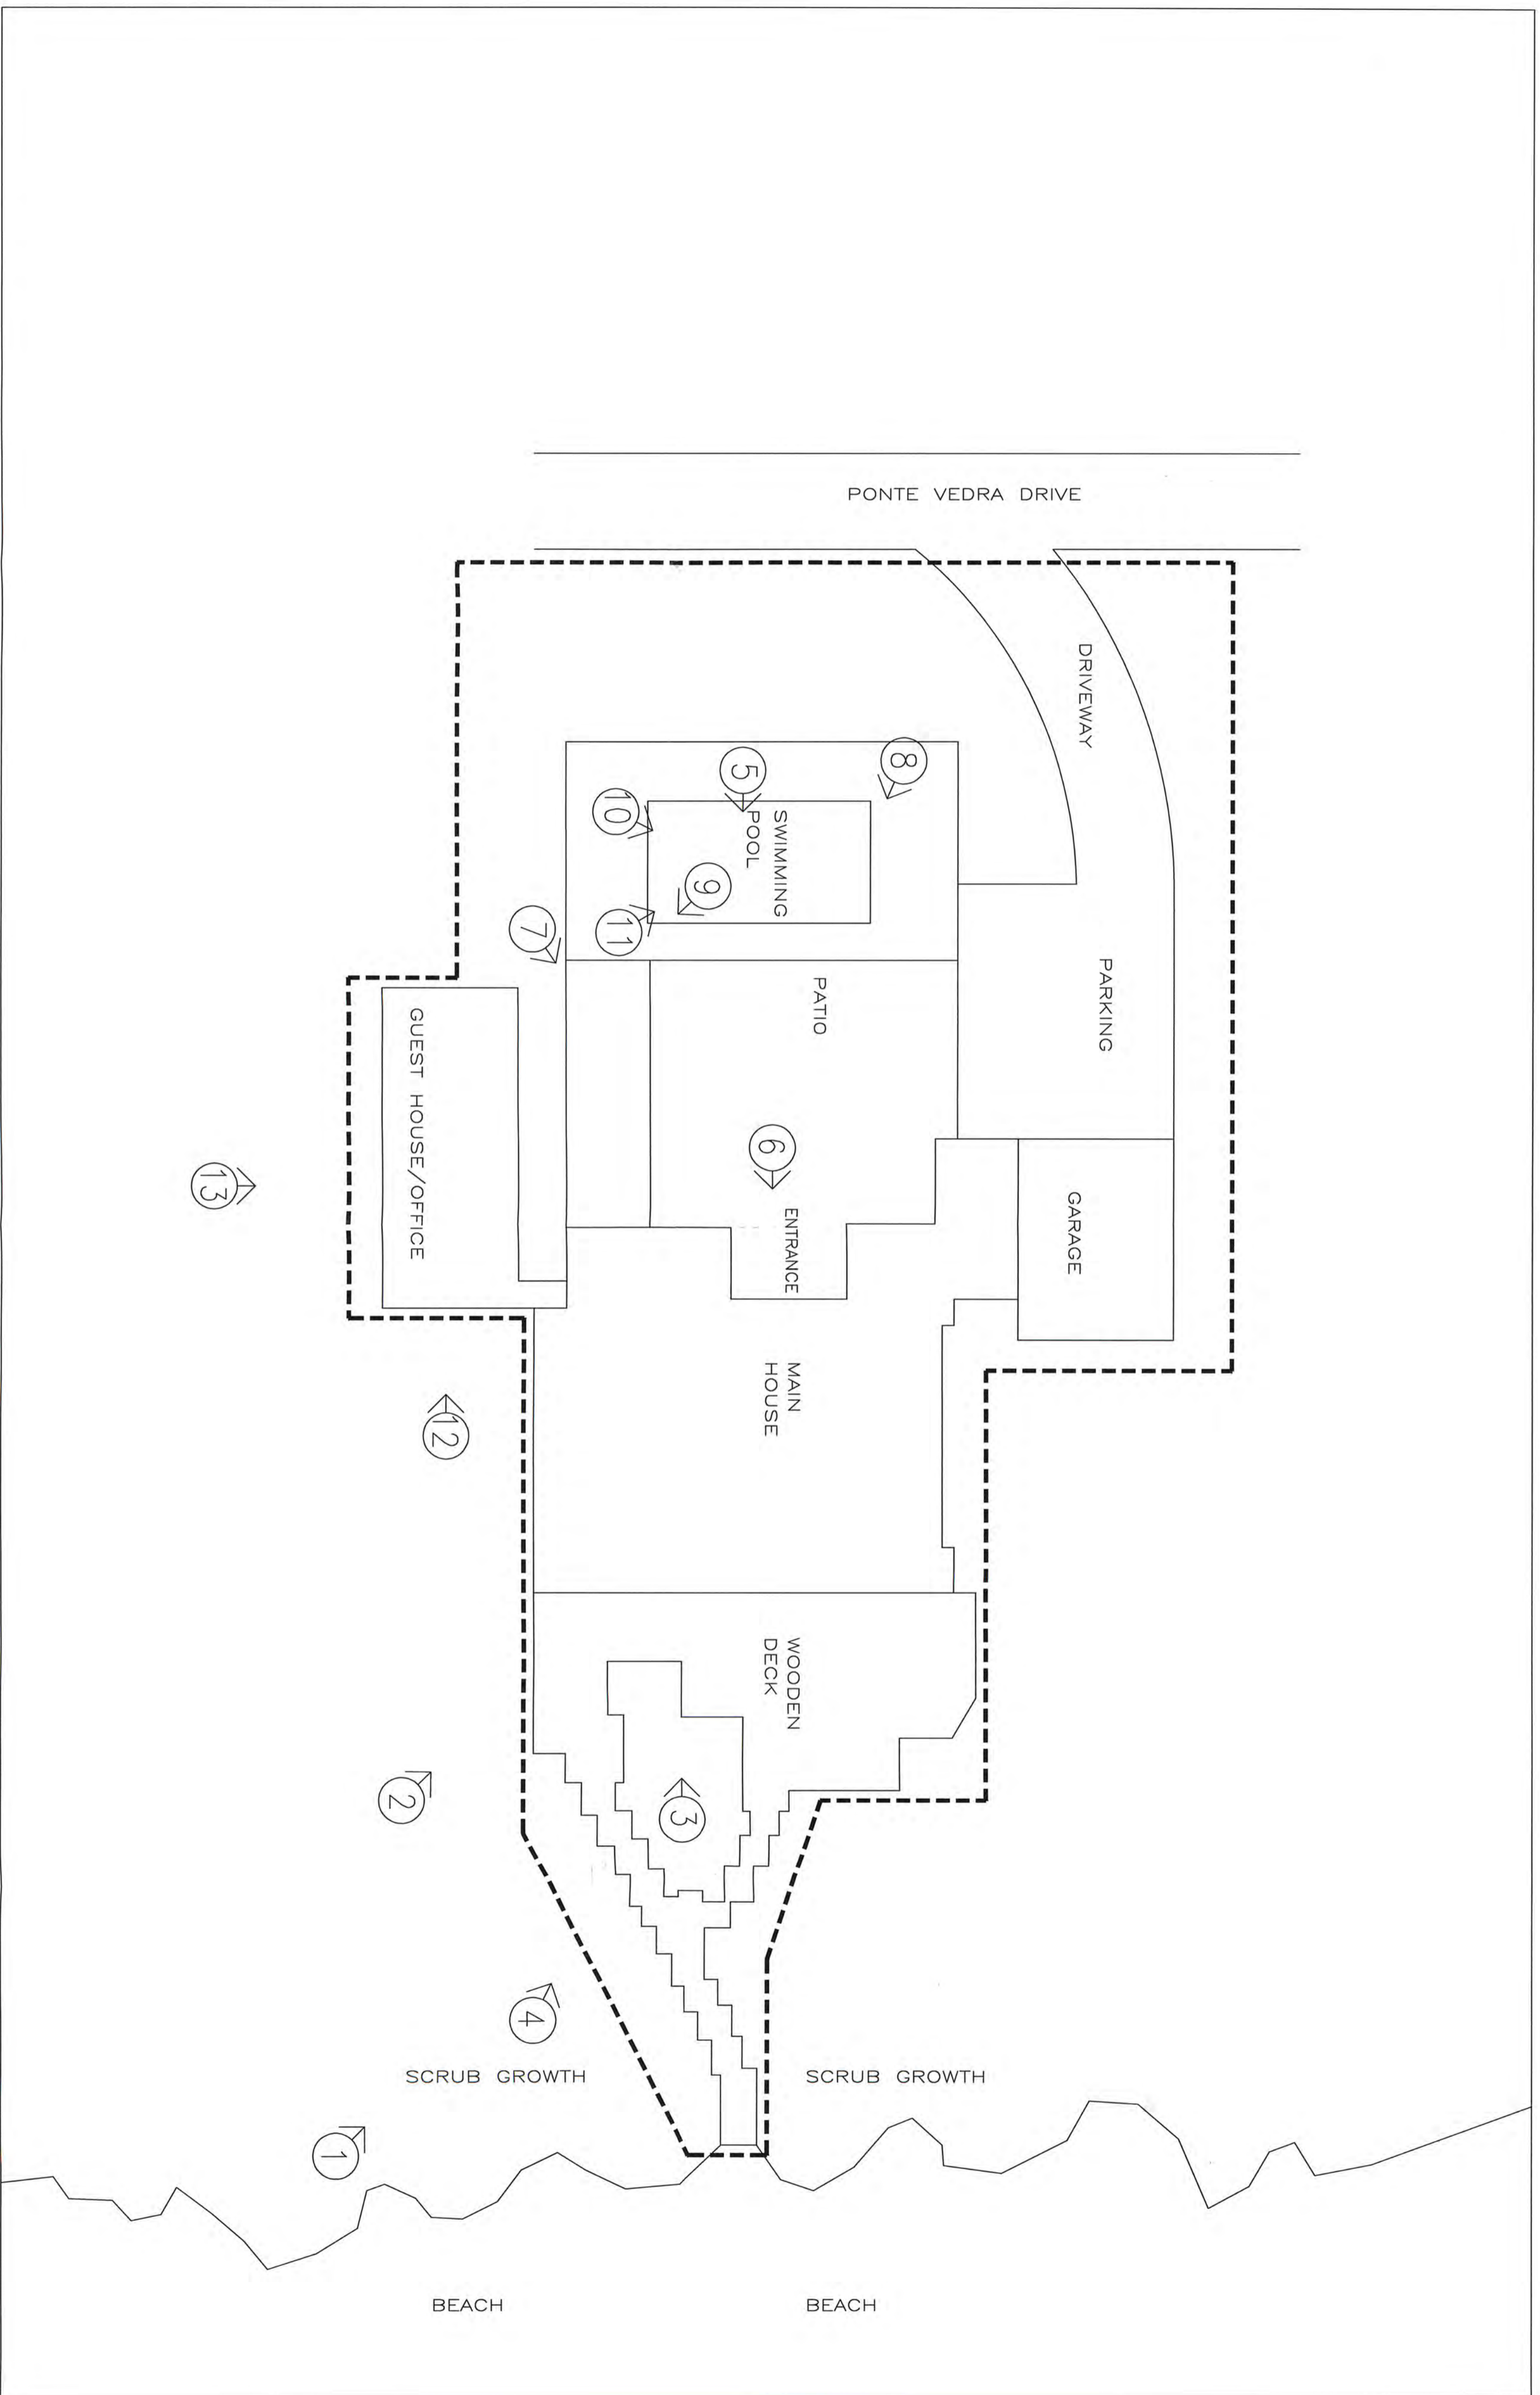 PONTE VEDRA DRIVE
DRIVEWAY
8
5
SWIMMING
POOL
10
9
11
7
PARKING
PATIO
GUEST HOUSE/OFFICE
6
ENTRANCE
GARAGE
13
MAIN
HOUSE
12
WOODEN
DECK
2
3
4
SCRUB GROWTH
SCRUB GROWTH
1
BEACH
BEACH